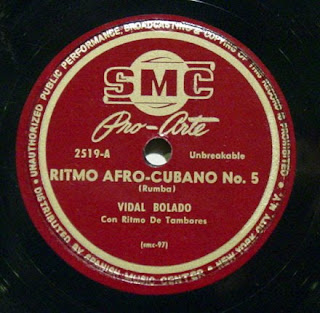 UNAUTHORIZED PUBLIC PERFORMANCE, BROADCASTING & COPYING OF THIS RECORD IS PROHIBITED
SMC
Pro-Arte
2519-A Unbreakable
RITMO AFRO-CUBANO No. 5
(Rumba)
VIDAL BOLADO
Con Ritmo De Tambores
(smc-97)
DISTRIBUTED BY SPANISH MUSIC CENTER • NEW YORK CITY, N.Y.